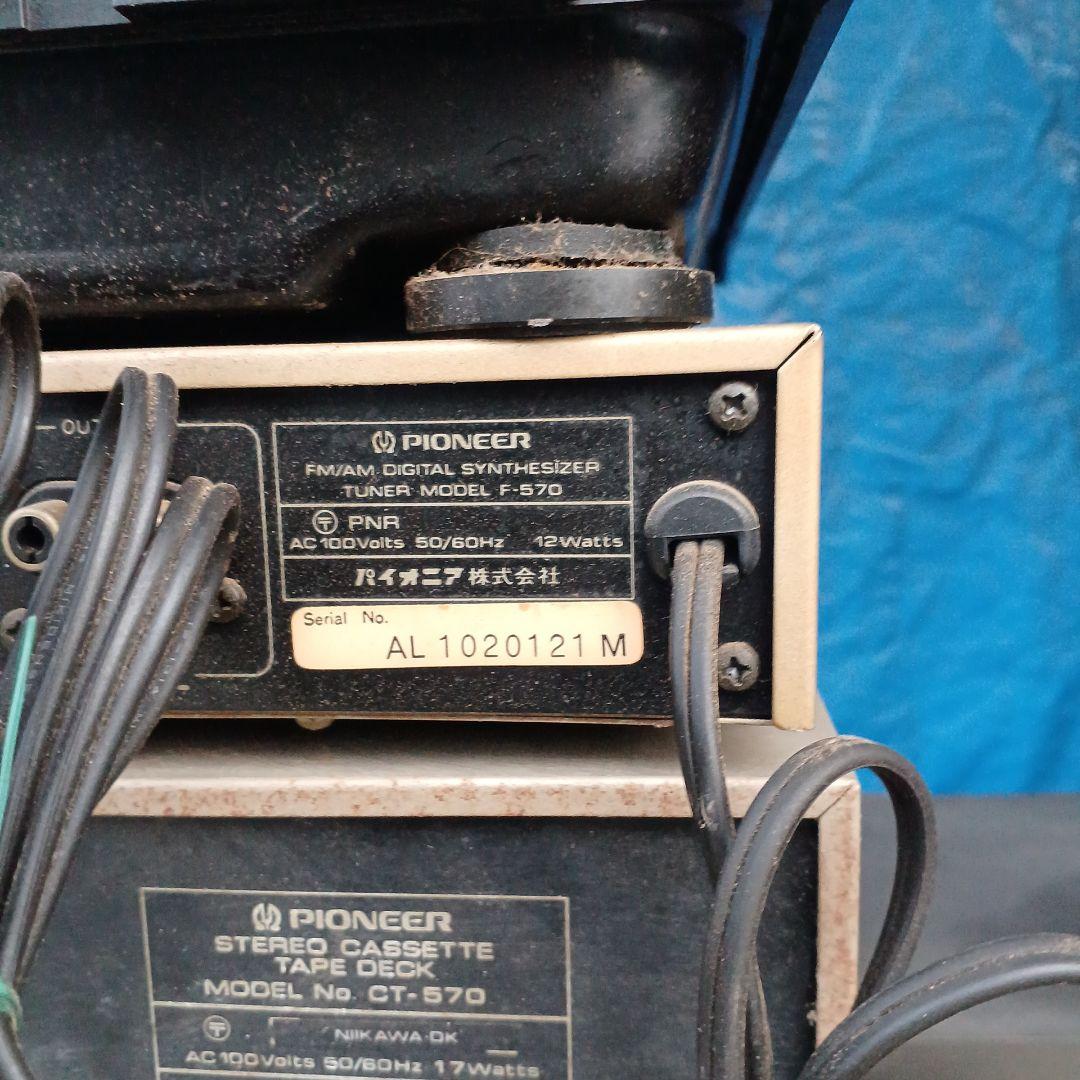 OUT
PIONEER
FM/AM DIGITAL SYNTHESIZER
TUNER MODEL F-570
PNR
AC 100Volts 50/60Hz 12Watts
パイオニア株式会社
Serial No.
AL 1020121 M
PIONEER
STEREO CASSETTE
TAPE DECK
MODEL No. CT-570
NIIKAWA·DK
AC 100Volts 50/60Hz 17Watts